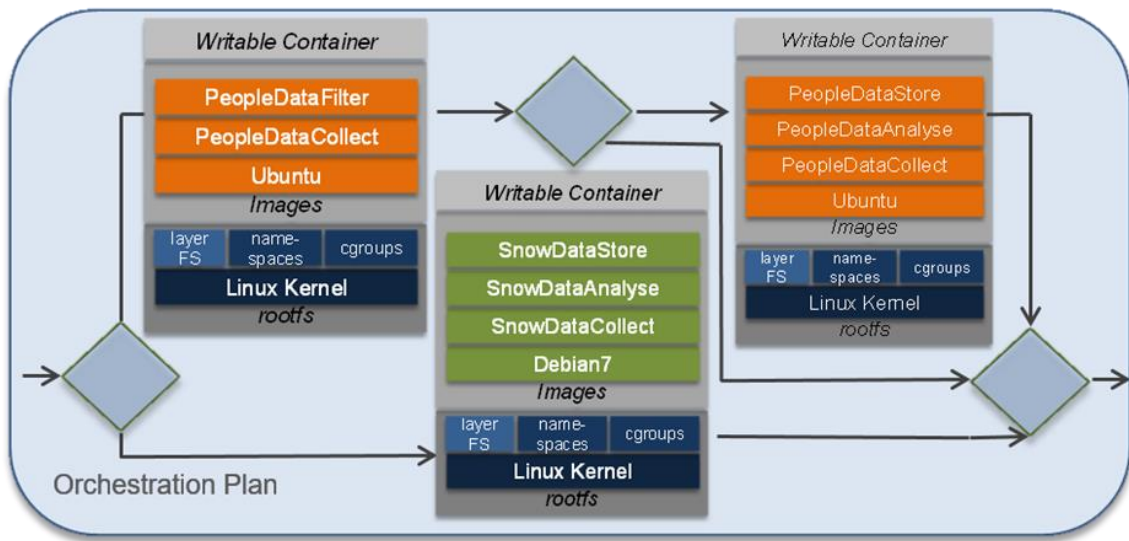 Writable Container
PeopleDataFilter
PeopleDataCollect
Ubuntu
Images
layer
FS
name-
spaces
cgroups
Linux Kernel
rootfs
Writable Container
SnowDataStore
SnowDataAnalyse
SnowDataCollect
Debian7
Images
layer
FS
name-
spaces
cgroups
Linux Kernel
rootfs
Writable Container
PeopleDataStore
PeopleDataAnalyse
PeopleDataCollect
Ubuntu
Images
layer
FS
name-
spaces
cgroups
Linux Kernel
rootfs
Orchestration Plan